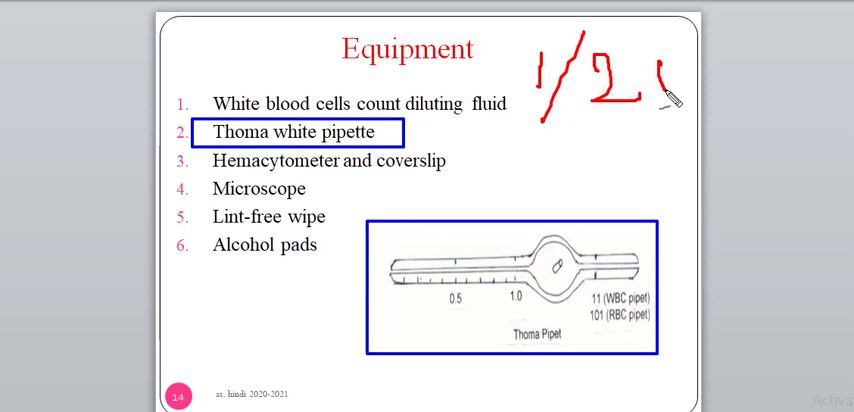 Equipment
1/2
1. White blood cells count diluting fluid
2. Thoma white pipette
3. Hemacytometer and coverslip
4. Microscope
5. Lint-free wipe
6. Alcohol pads
0.5 1.0 11 (WBC pipet)
101 (RBC pipet)
Thoma Pipet
14 as. hindi 2020-2021
Activa